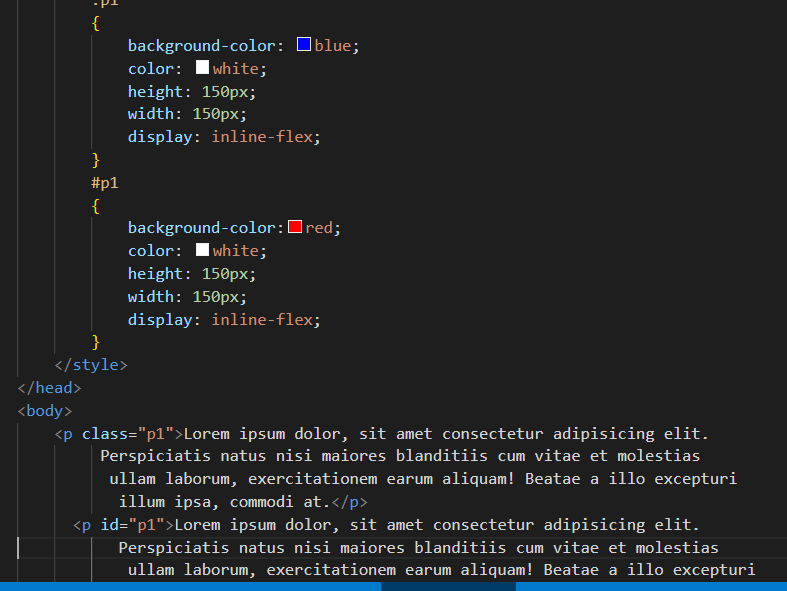 .p1
{
background-color: blue;
color: white;
height: 150px;
width: 150px;
display: inline-flex;
}
#p1
{
background-color:red;
color: white;
height: 150px;
width: 150px;
display: inline-flex;
}
</style>
</head>
<body>
<p class="p1">Lorem ipsum dolor, sit amet consectetur adipisicing elit.
Perspiciatis natus nisi maiores blanditiis cum vitae et molestias
ullam laborum, exercitationem earum aliquam! Beatae a illo excepturi
illum ipsa, commodi at.</p>
<p id="p1">Lorem ipsum dolor, sit amet consectetur adipisicing elit.
Perspiciatis natus nisi maiores blanditiis cum vitae et molestias
ullam laborum, exercitationem earum aliquam! Beatae a illo excepturi